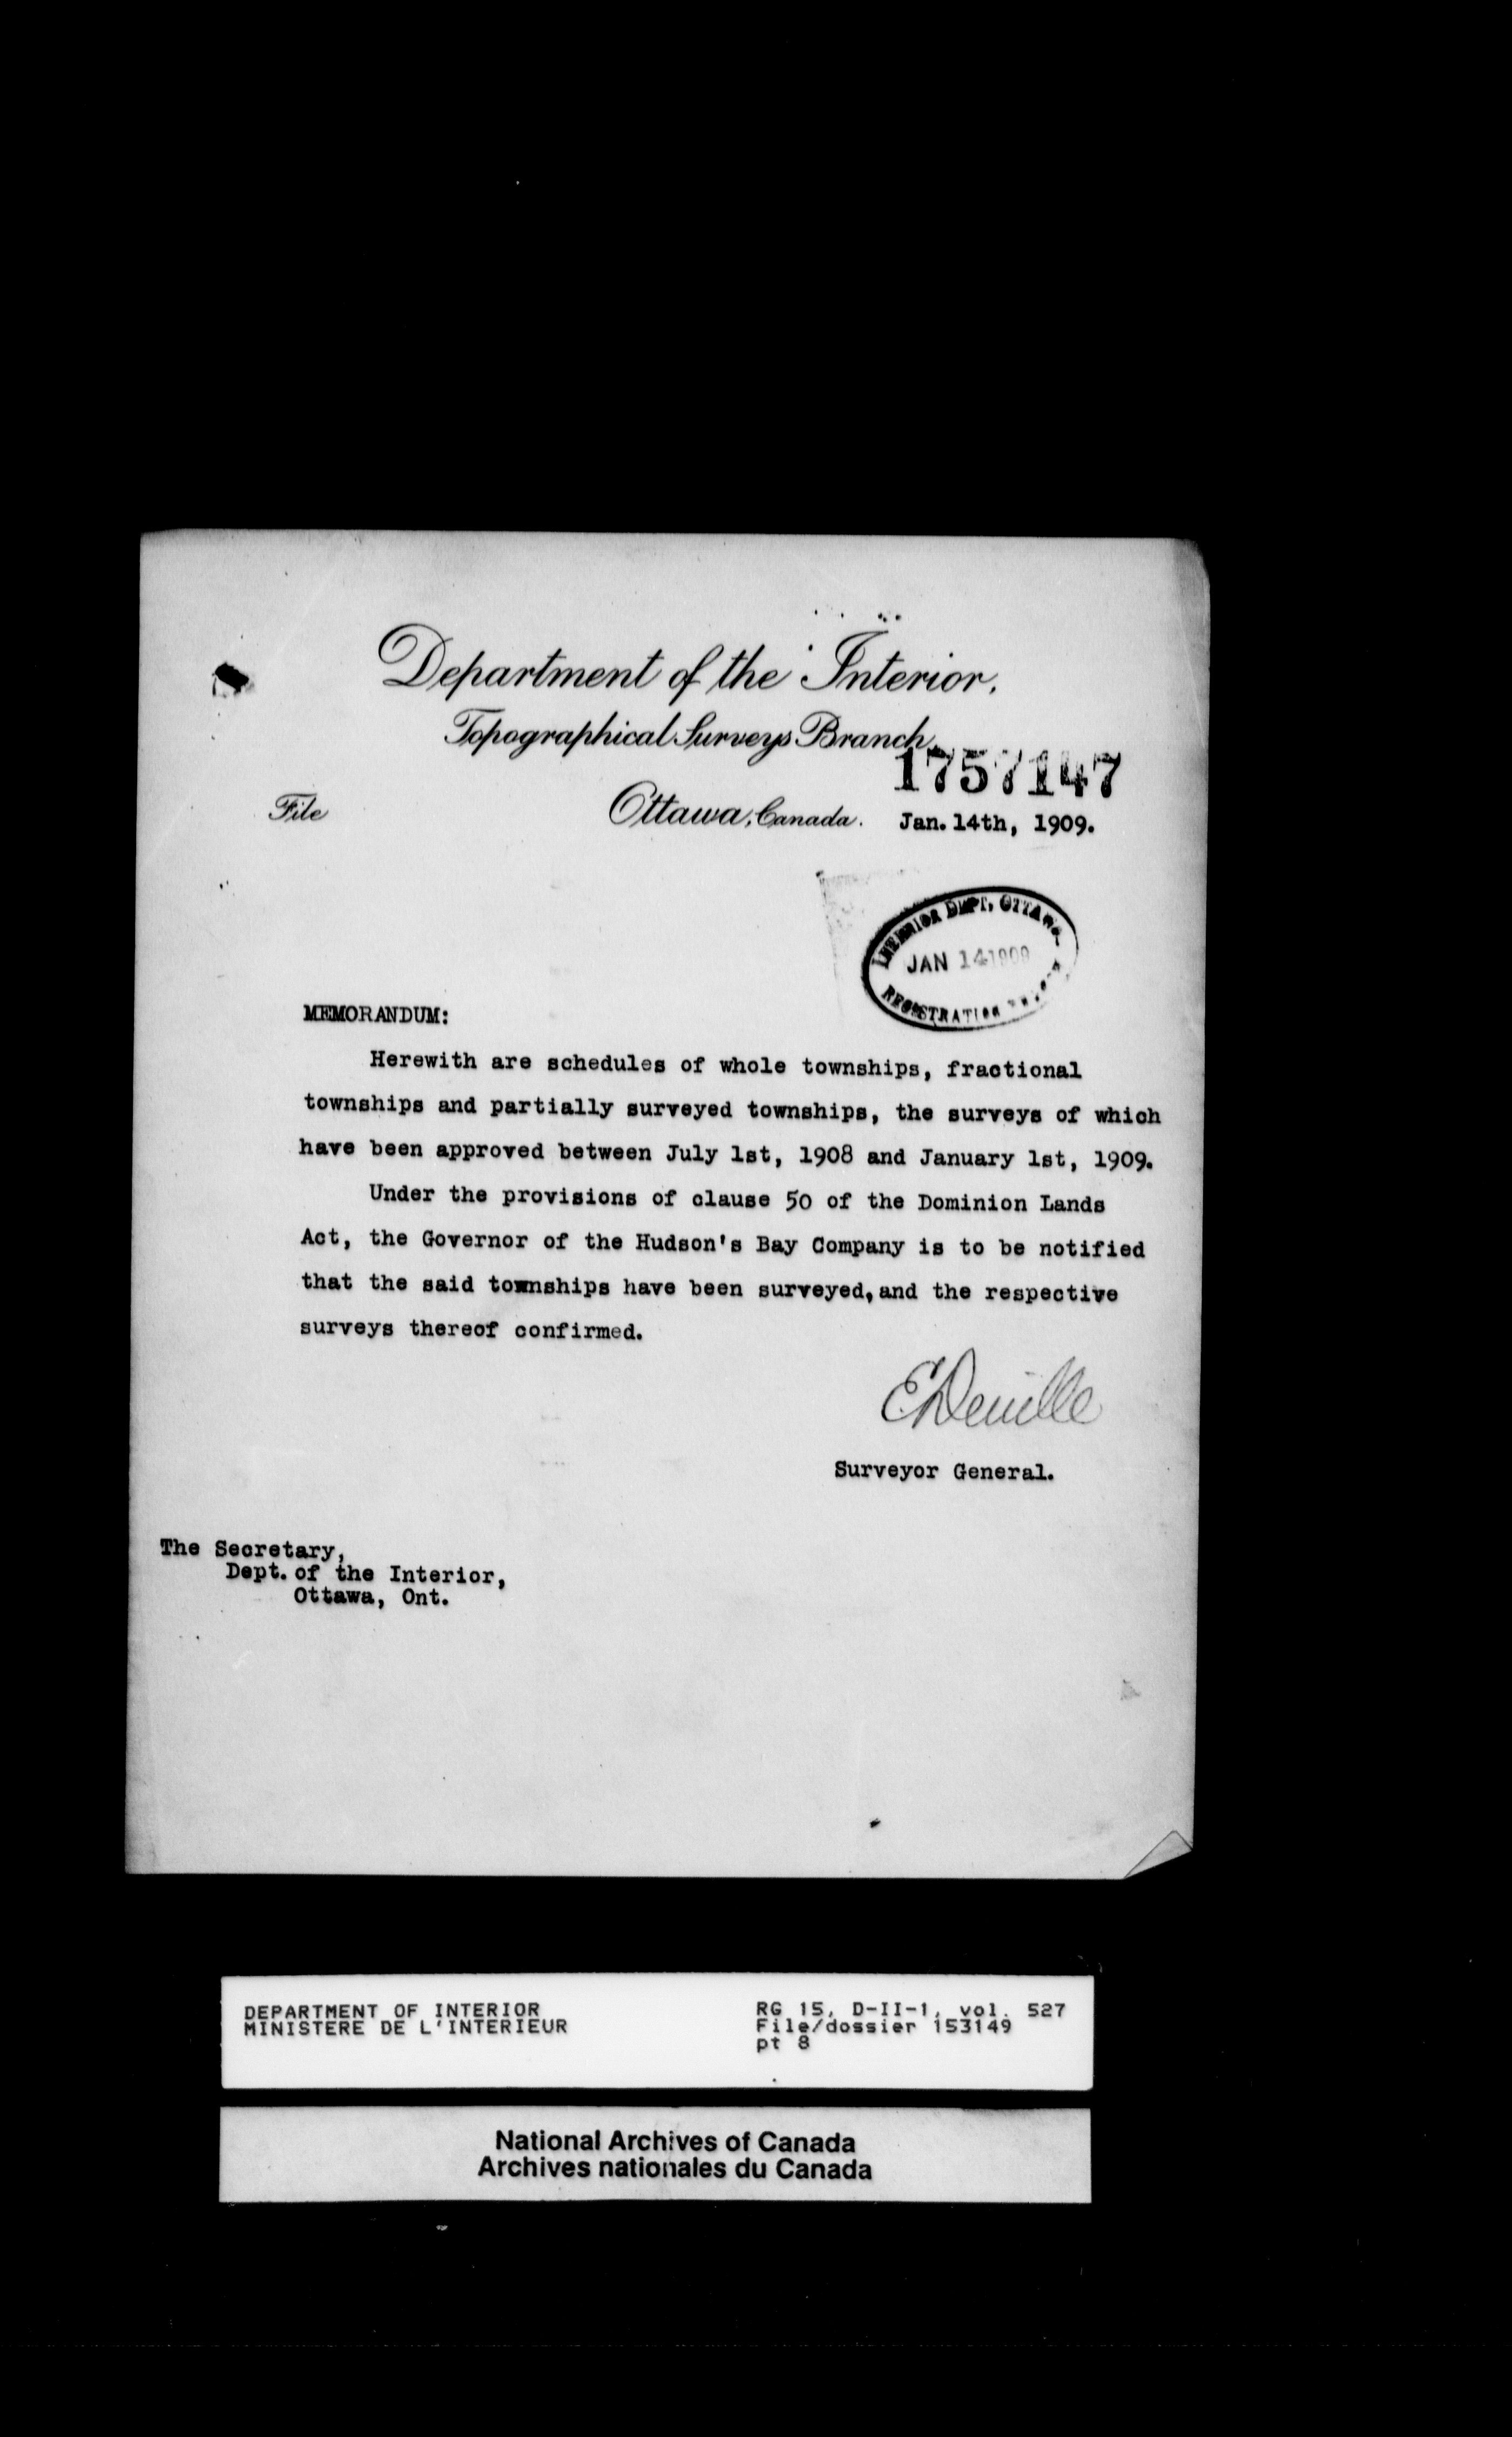 Department of the Interior.
Topographical Surveys Branch,
1757147
File
Ottawa, Canada. Jan. 14th, 1909.
INTERIOR DEPT. OTTAWA
JAN 14 1909
REGISTRATION
MEMORANDUM:
Herewith are schedules of whole townships, fractional
townships and partially surveyed townships, the surveys of which
have been approved between July 1st, 1908 and January 1st, 1909.
Under the provisions of clause 50 of the Dominion Lands
Act, the Governor of the Hudson's Bay Company is to be notified
that the said townships have been surveyed, and the respective
surveys thereof confirmed.
E Deville
Surveyor General.
The Secretary,
Dept. of the Interior,
Ottawa, Ont.
DEPARTMENT OF INTERIOR
MINISTERE DE L'INTERIEUR
RG 15, D-II-1, vol. 527
File/dossier 153149
pt 8
National Archives of Canada
Archives nationales du Canada